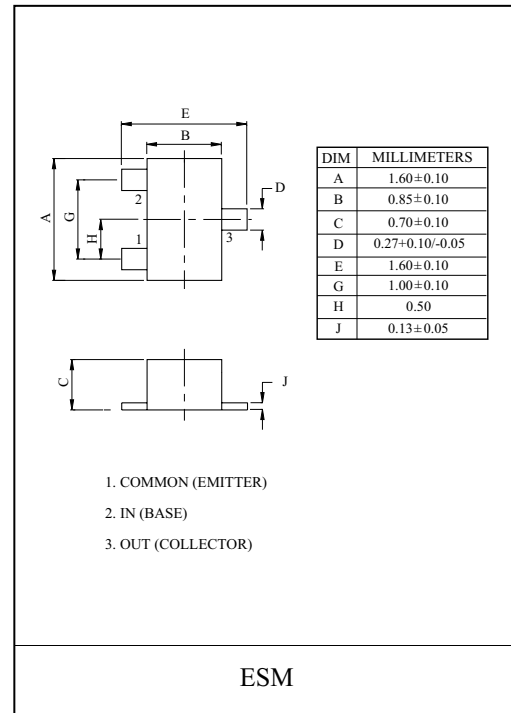 E
B
A
G
H
2
1
3
D
DIM MILLIMETERS
A 1.60±0.10
B 0.85±0.10
C 0.70±0.10
D 0.27+0.10/-0.05
E 1.60±0.10
G 1.00±0.10
H 0.50
J 0.13±0.05
C
J
1. COMMON (EMITTER)
2. IN (BASE)
3. OUT (COLLECTOR)
ESM